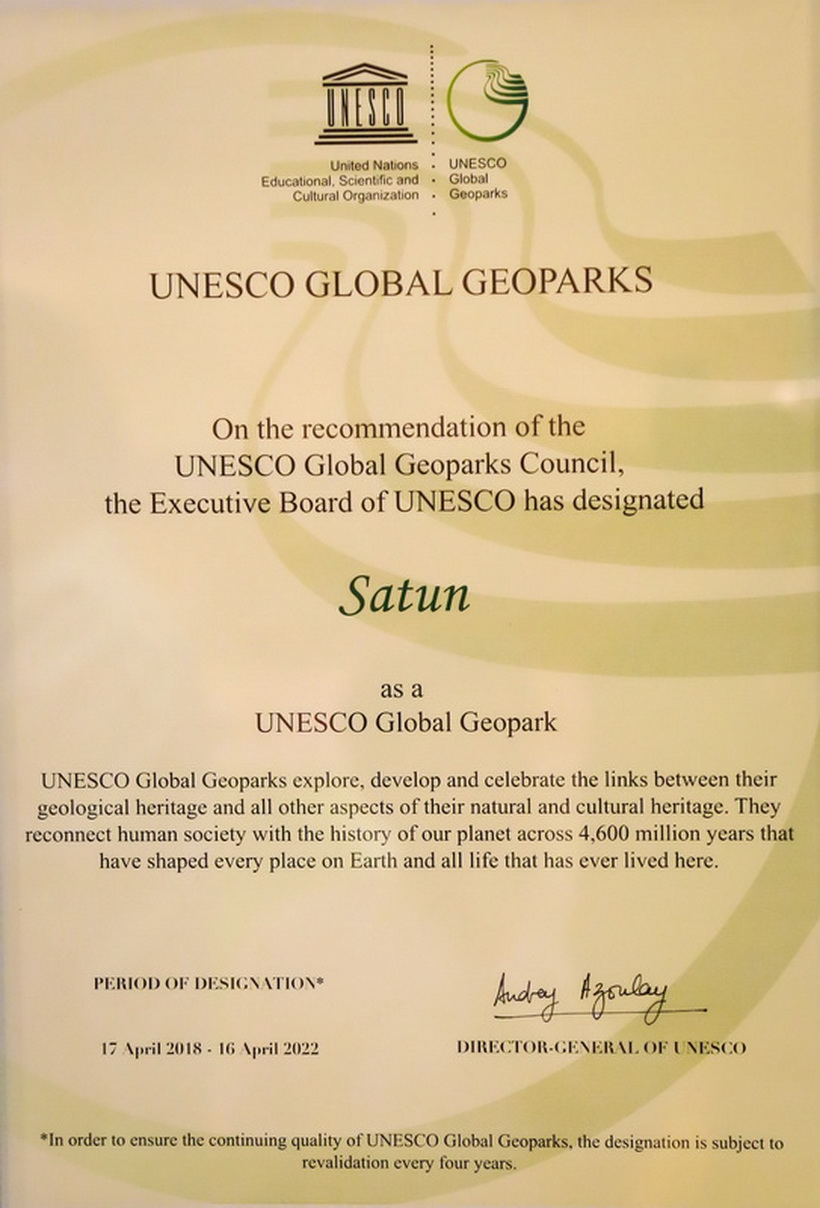 UNESCO
United Nations
Educational, Scientific and
Cultural Organization
UNESCO
Global
Geoparks
UNESCO GLOBAL GEOPARKS
On the recommendation of the
UNESCO Global Geoparks Council,
the Executive Board of UNESCO has designated
Satun
as a
UNESCO Global Geopark
UNESCO Global Geoparks explore, develop and celebrate the links between their
geological heritage and all other aspects of their natural and cultural heritage. They
reconnect human society with the history of our planet across 4,600 million years that
have shaped every place on Earth and all life that has ever lived here.
PERIOD OF DESIGNATION*
17 April 2018 - 16 April 2022
Audrey Azoulay
DIRECTOR-GENERAL OF UNESCO
*In order to ensure the continuing quality of UNESCO Global Geoparks, the designation is subject to
revalidation every four years.